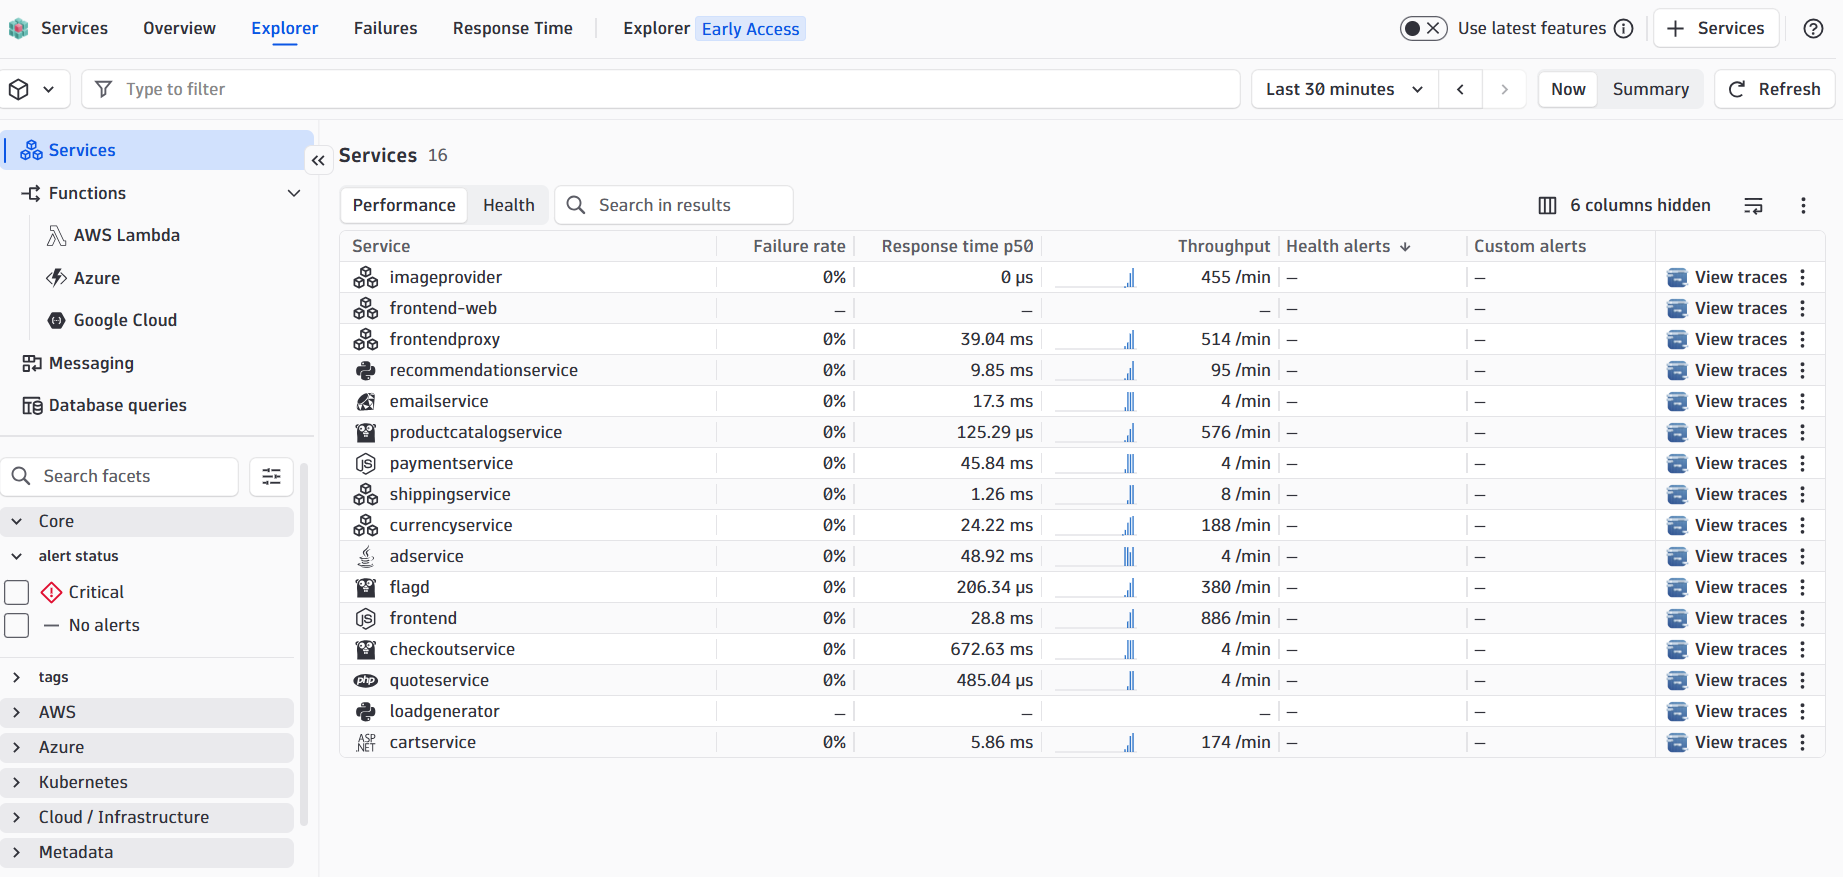 Services Overview Explorer Failures Response Time Explorer Early Access Use latest features Services
Type to filter Last 30 minutes Now Summary Refresh
Services
Functions
AWS Lambda
Azure
Google Cloud
Messaging
Database queries
Search facets
Core
alert status
Critical
— No alerts
tags
AWS
Azure
Kubernetes
Cloud / Infrastructure
Metadata
Services 16
Performance Health Search in results 6 columns hidden
Service Failure rate Response time p50 Throughput Health alerts Custom alerts
imageprovider 0% 0 µs 455 /min — — View traces
frontend-web — — — — — View traces
frontendproxy 0% 39.04 ms 514 /min — — View traces
recommendationservice 0% 9.85 ms 95 /min — — View traces
emailservice 0% 17.3 ms 4 /min — — View traces
productcatalogservice 0% 125.29 µs 576 /min — — View traces
JS paymentservice 0% 45.84 ms 4 /min — — View traces
shippingservice 0% 1.26 ms 8 /min — — View traces
currencyservice 0% 24.22 ms 188 /min — — View traces
adservice 0% 48.92 ms 4 /min — — View traces
flagd 0% 206.34 µs 380 /min — — View traces
JS frontend 0% 28.8 ms 886 /min — — View traces
checkoutservice 0% 672.63 ms 4 /min — — View traces
php quoteservice 0% 485.04 µs 4 /min — — View traces
loadgenerator — — — — — View traces
ASP.NET cartservice 0% 5.86 ms 174 /min — — View traces